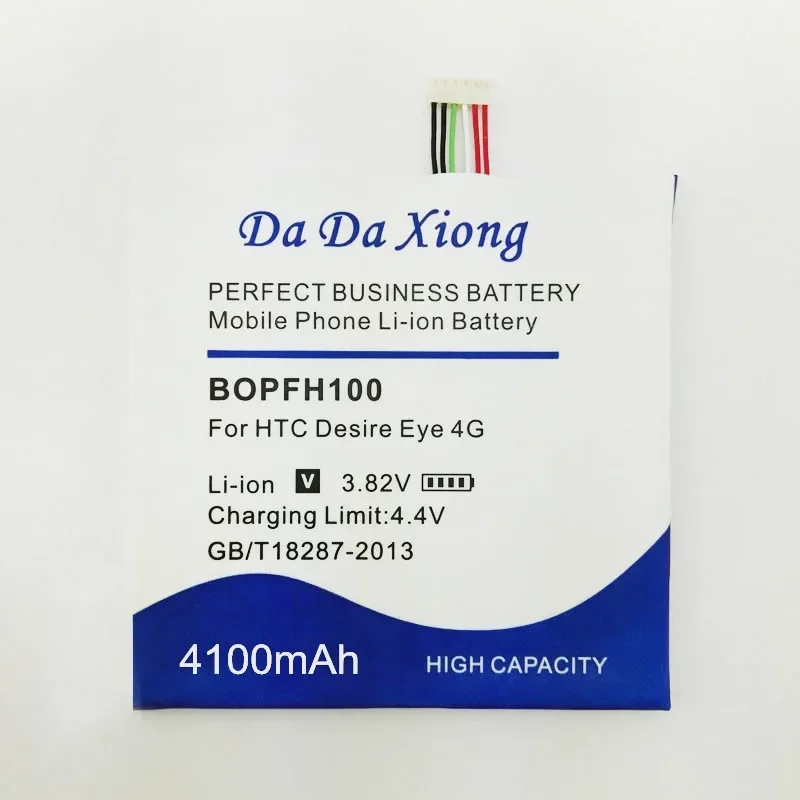 Da Da Xiong
PERFECT BUSINESS BATTERY
Mobile Phone Li-ion Battery
BOPFH100
For HTC Desire Eye 4G
Li-ion V 3.82V
Charging Limit:4.4V
GB/T18287-2013
4100mAh HIGH CAPACITY